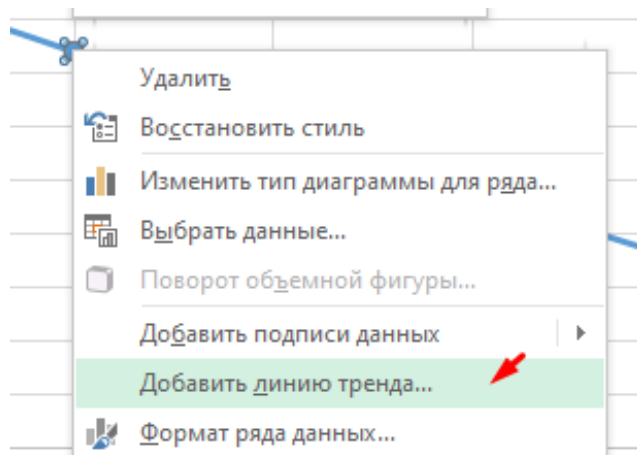 Удалить
Восстановить стиль
Изменить тип диаграммы для ряда...
Выбрать данные...
Поворот объемной фигуры...
Добавить подписи данных
Добавить линию тренда...
Формат ряда данных...